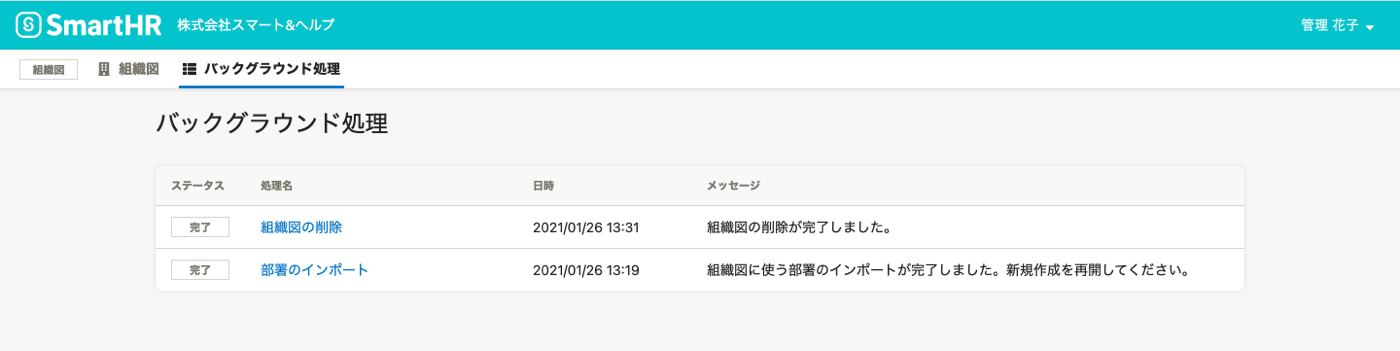 SmartHR 株式会社スマート&ヘルプ 管理 花子
組織図 組織図 バックグラウンド処理
バックグラウンド処理
ステータス 処理名 日時 メッセージ
完了 組織図の削除 2021/01/26 13:31 組織図の削除が完了しました。
完了 部署のインポート 2021/01/26 13:19 組織図に使う部署のインポートが完了しました。新規作成を再開してください。